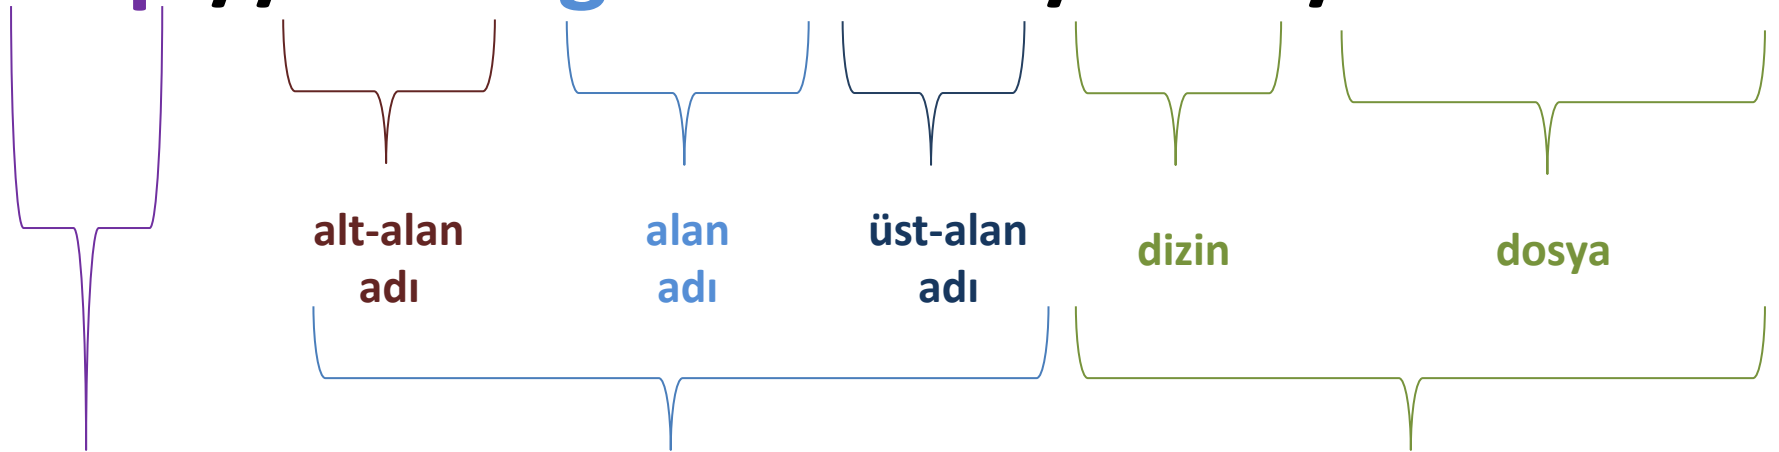 alt-alan adı
alan adı
üst-alan adı
dizin
dosya